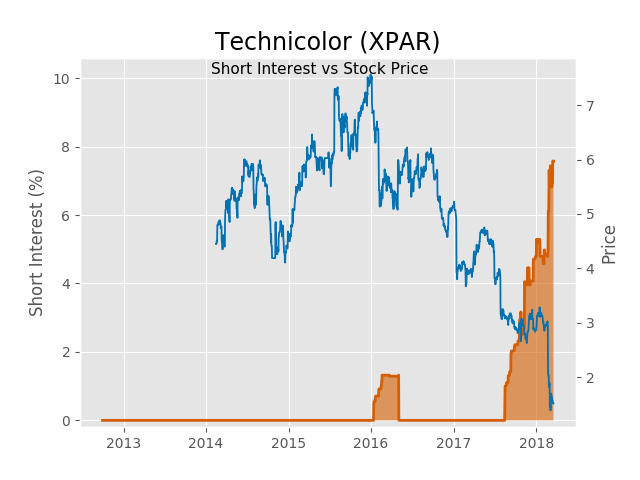 Technicolor (XPAR)
Short Interest vs Stock Price
Short Interest (%)
10
8
6
4
2
0
7
6
5
4
3
2
Price
2013 2014 2015 2016 2017 2018